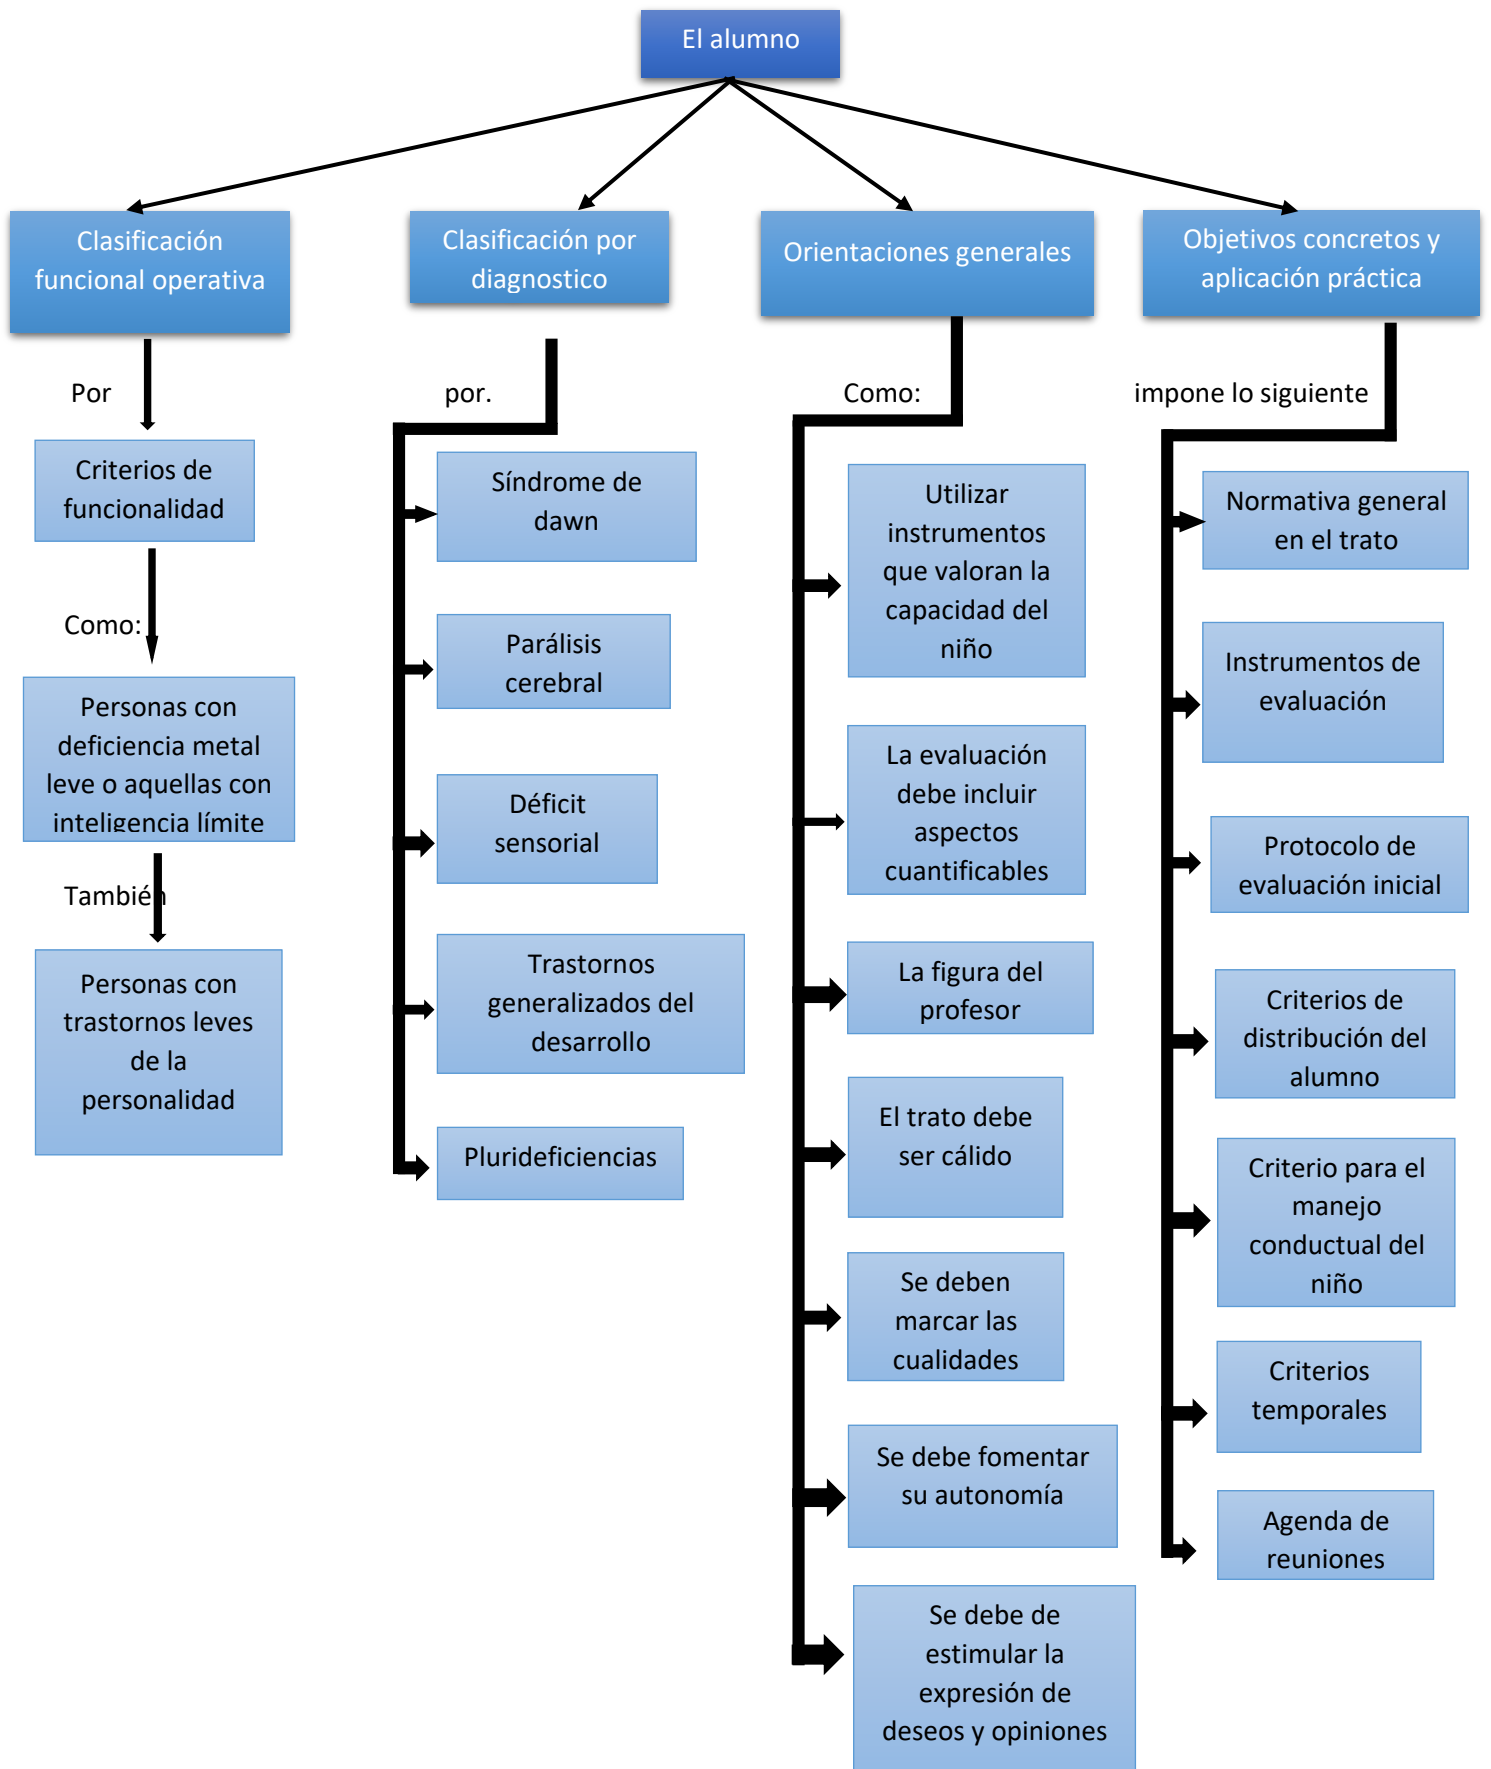 El alumno
Clasificación
funcional operativa
Por
Criterios de
funcionalidad
Como:
Personas con
deficiencia metal
leve o aquellas con
inteligencia límite
También
Personas con
trastornos leves
de la
personalidad
Clasificación por
diagnostico
por.
Síndrome de
dawn
Parálisis
cerebral
Déficit
sensorial
Trastornos
generalizados del
desarrollo
Plurideficiencias
Orientaciones generales
Como:
Utilizar
instrumentos
que valoran la
capacidad del
niño
La evaluación
debe incluir
aspectos
cuantificables
La figura del
profesor
El trato debe
ser cálido
Se deben
marcar las
cualidades
Se debe fomentar
su autonomía
Se debe de
estimular la
expresión de
deseos y opiniones
Objetivos concretos y
aplicación práctica
impone lo siguiente
Normativa general
en el trato
Instrumentos de
evaluación
Protocolo de
evaluación inicial
Criterios de
distribución del
alumno
Criterio para el
manejo
conductual del
niño
Criterios
temporales
Agenda de
reuniones